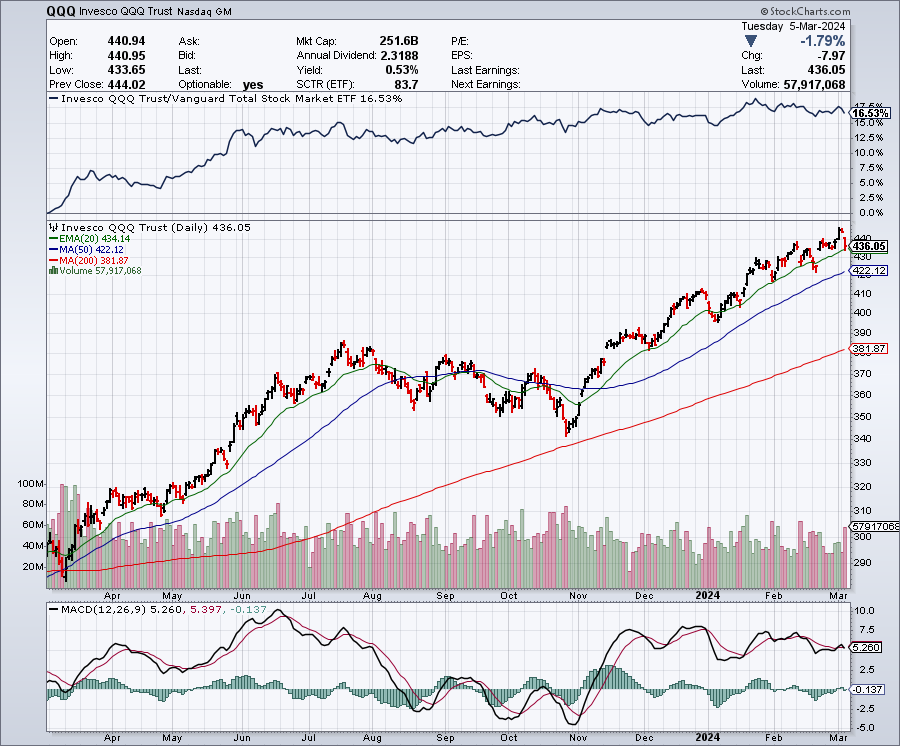 QQQ Invesco QQQ Trust Nasdaq GM © StockCharts.com
Tuesday 5-Mar-2024
Open: 440.94 Ask: Mkt Cap: 251.6B P/E: ▼ -1.79%
High: 440.95 Bid: Annual Dividend: 2.3188 EPS: Chg: -7.97
Low: 433.65 Last: Yield: 0.53% Last Earnings: Last: 436.05
Prev Close: 444.02 Optionable: yes SCTR (ETF): 83.7 Next Earnings: Volume: 57,917,068
Invesco QQQ Trust/Vanguard Total Stock Market ETF 16.53%
17.5%
16.53%
15.0%
12.5%
10.0%
7.5%
5.0%
2.5%
0.0%
Invesco QQQ Trust (Daily) 436.05
EMA(20) 434.14
MA(50) 422.12
MA(200) 381.87
Volume 57,917,068
440
436.05
430
422.12
410
400
390
381.87
370
360
350
340
330
320
310
57917068
300
290
100M
80M
60M
40M
20M
Apr May Jun Jul Aug Sep Oct Nov Dec 2024 Feb Mar
MACD(12,26,9) 5.260, 5.397, -0.137
10.0
7.5
5.260
2.5
-0.137
-2.5
-5.0
Apr May Jun Jul Aug Sep Oct Nov Dec 2024 Feb Mar